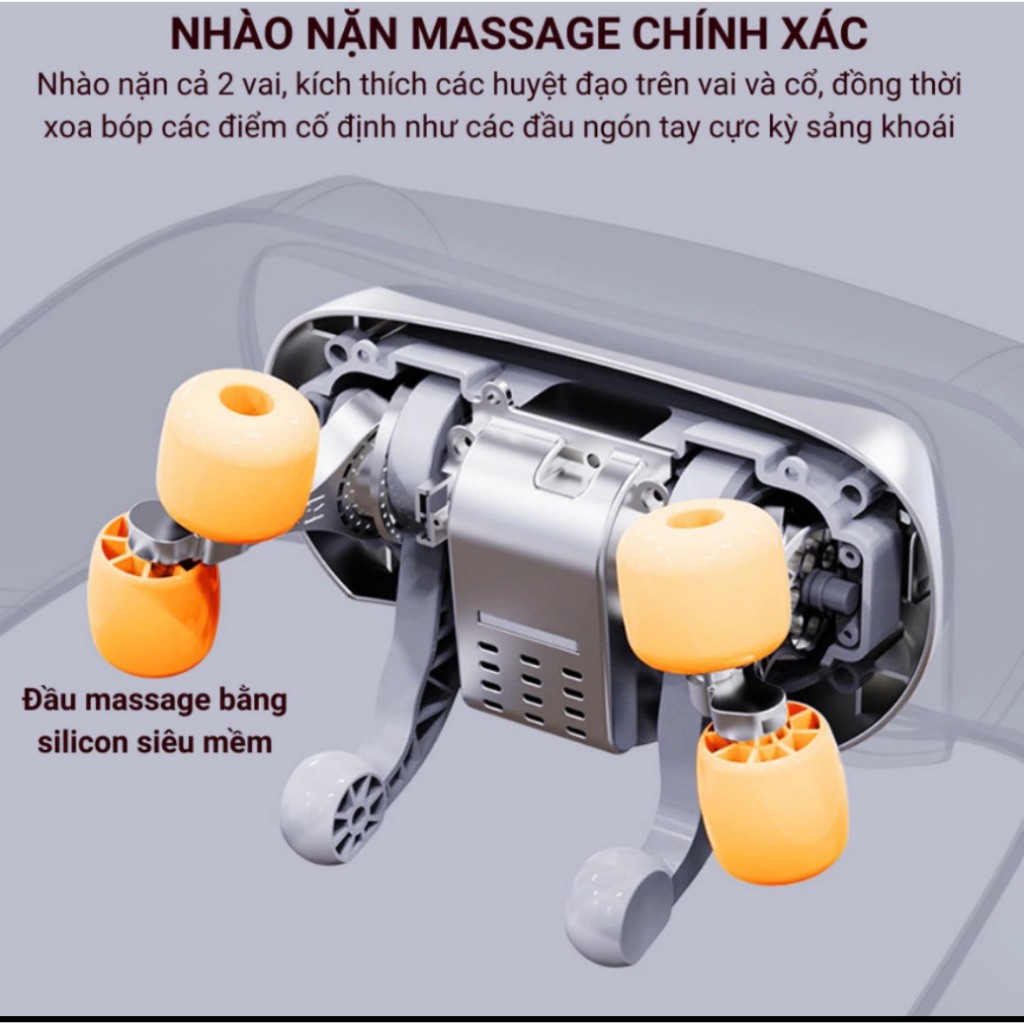 NHÀO NẶN MASSAGE CHÍNH XÁC
Nhào nặn cả 2 vai, kích thích các huyệt đạo trên vai và cổ, đồng thời
xoa bóp các điểm cố định như các đầu ngón tay cực kỳ sảng khoái
Đầu massage bằng
silicon siêu mềm